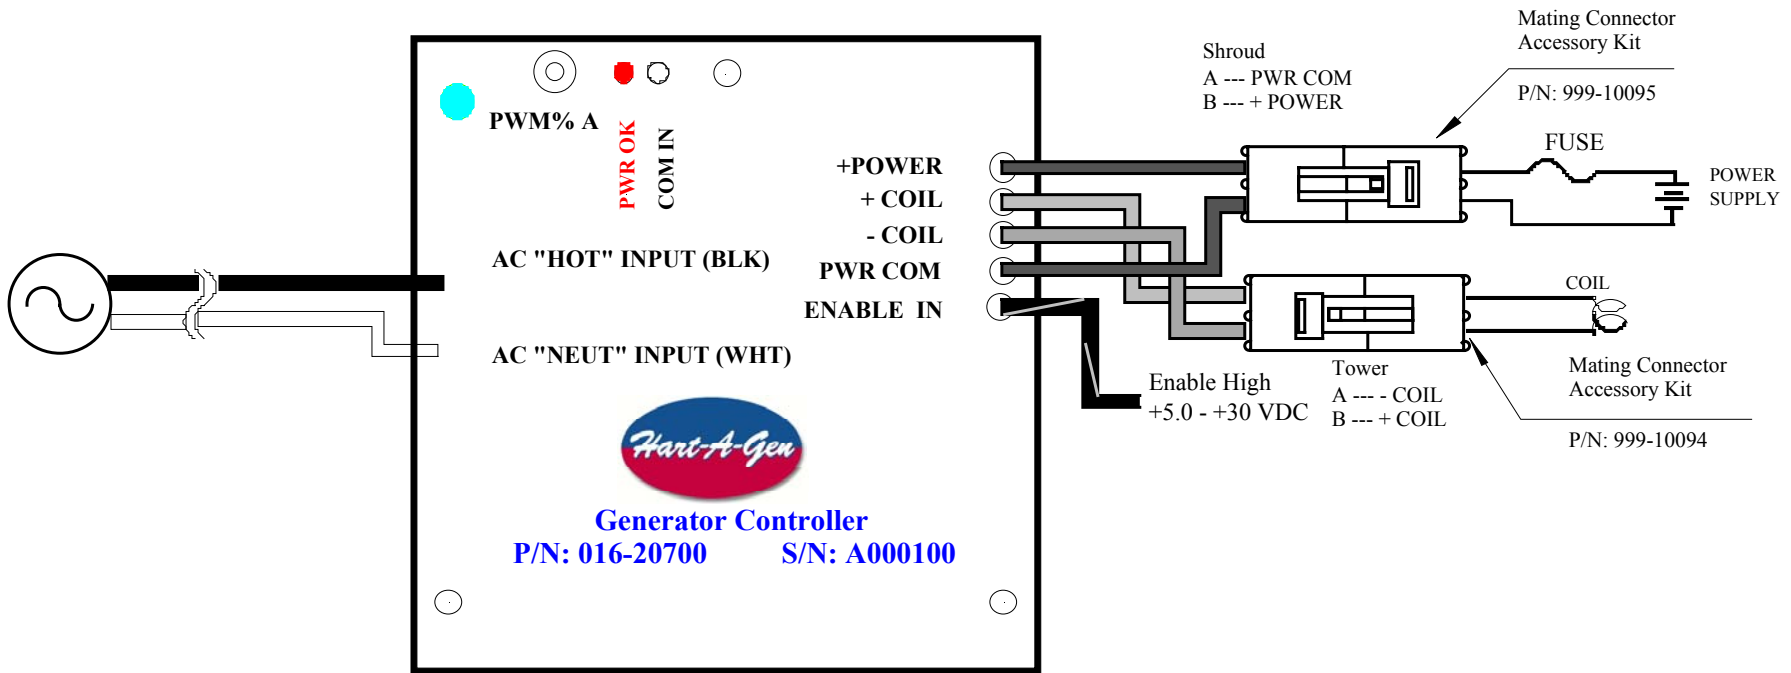 Mating Connector
Accessory Kit
P/N: 999-10095
Shroud
A --- PWR COM
B --- + POWER
FUSE
POWER
SUPPLY
PWM% A
PWR OK
COM IN
+POWER
+ COIL
- COIL
PWR COM
ENABLE IN
AC "HOT" INPUT (BLK)
AC "NEUT" INPUT (WHT)
Enable High
+5.0 - +30 VDC
COIL
Tower
A --- - COIL
B --- + COIL
Mating Connector
Accessory Kit
P/N: 999-10094
Hart-A-Gen
Generator Controller
P/N: 016-20700 S/N: A000100